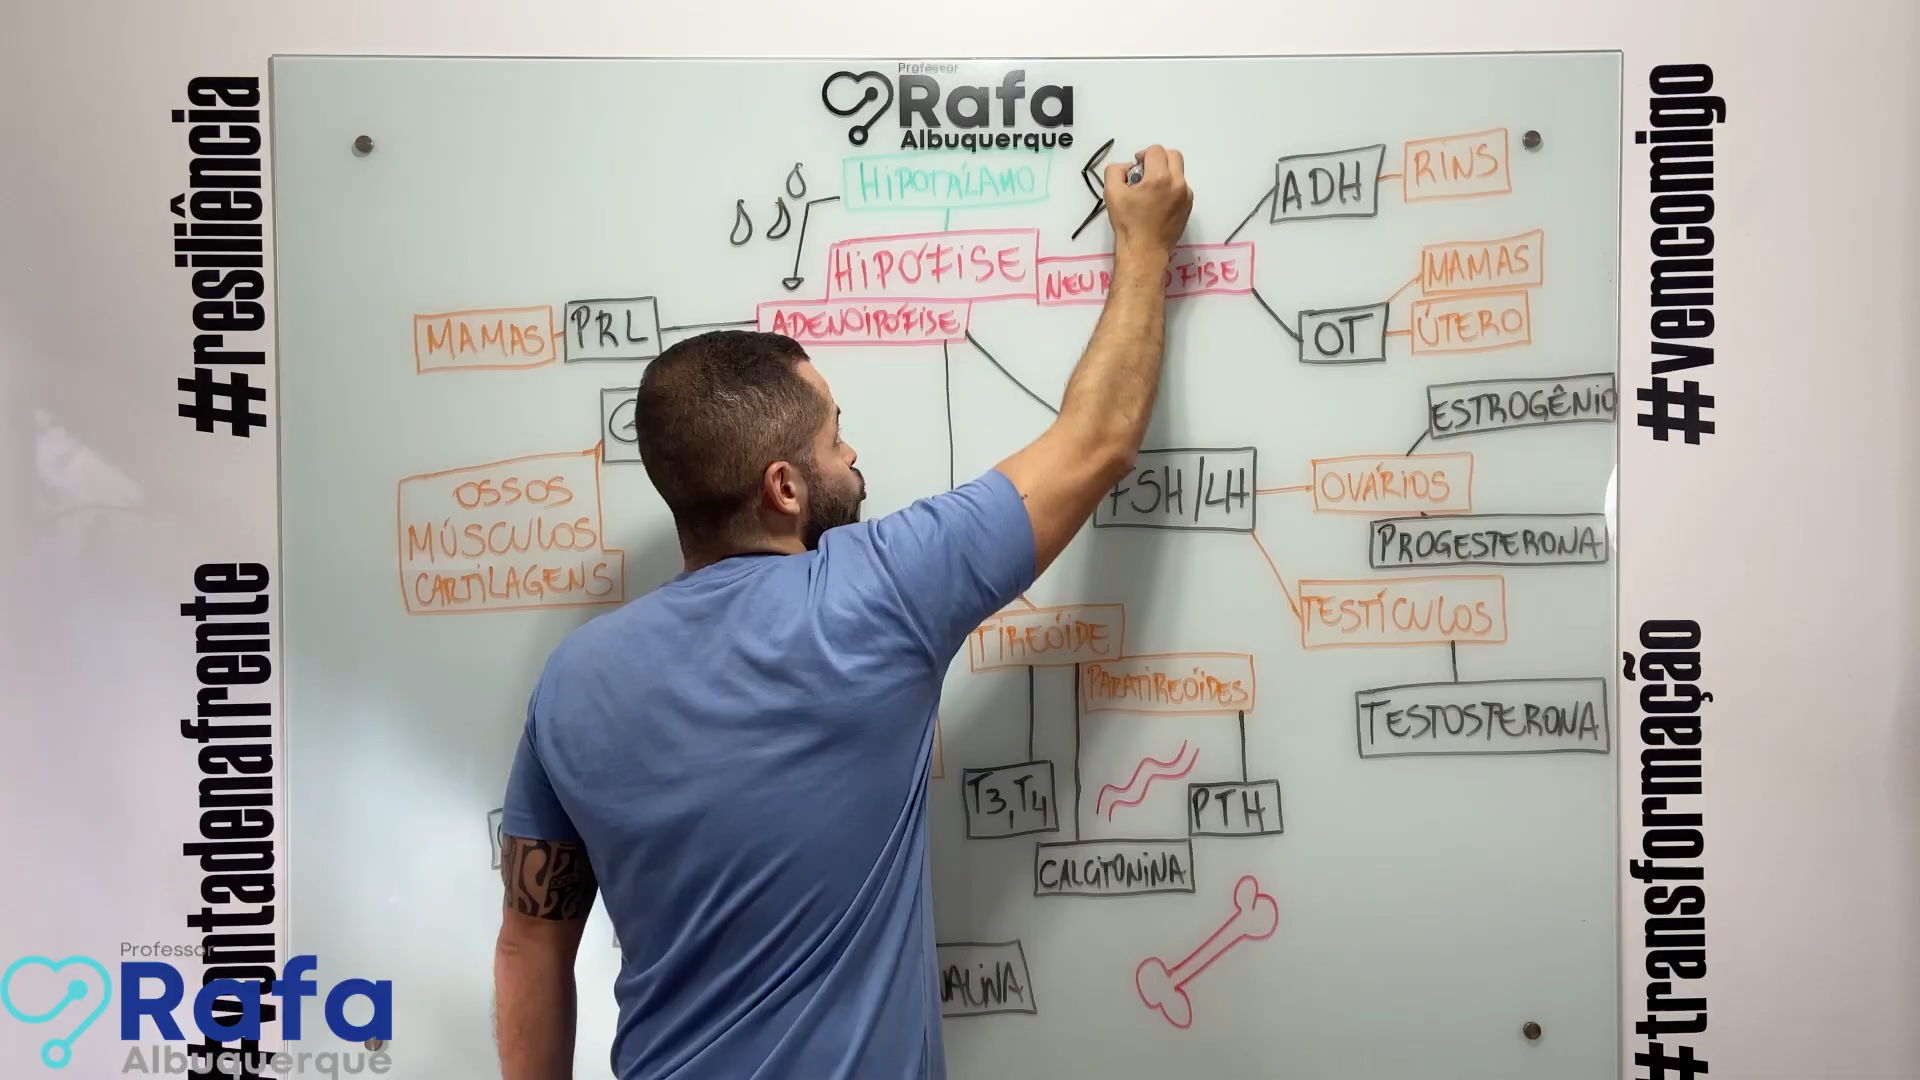 #resiliência
#pontadenafrente
Professor
Rafa
Albuquerque
HIPOTÁLAMO
HIPÓFISE
ADENOIPÓFISE
ADH
RINS
OT
MAMAS
ÚTERO
MAMAS
PRL
OSSOS
MÚSCULOS
CARTILAGENS
FSH/LH
OVÁRIOS
ESTROGÊNIO
PROGESTERONA
TESTÍCULOS
TESTOSTERONA
TIREÓIDE
PARATIREÓIDES
T3,T4
PTH
CALCITONINA
#vemcomigo
#transformação
Professor
Rafa
Albuquerque